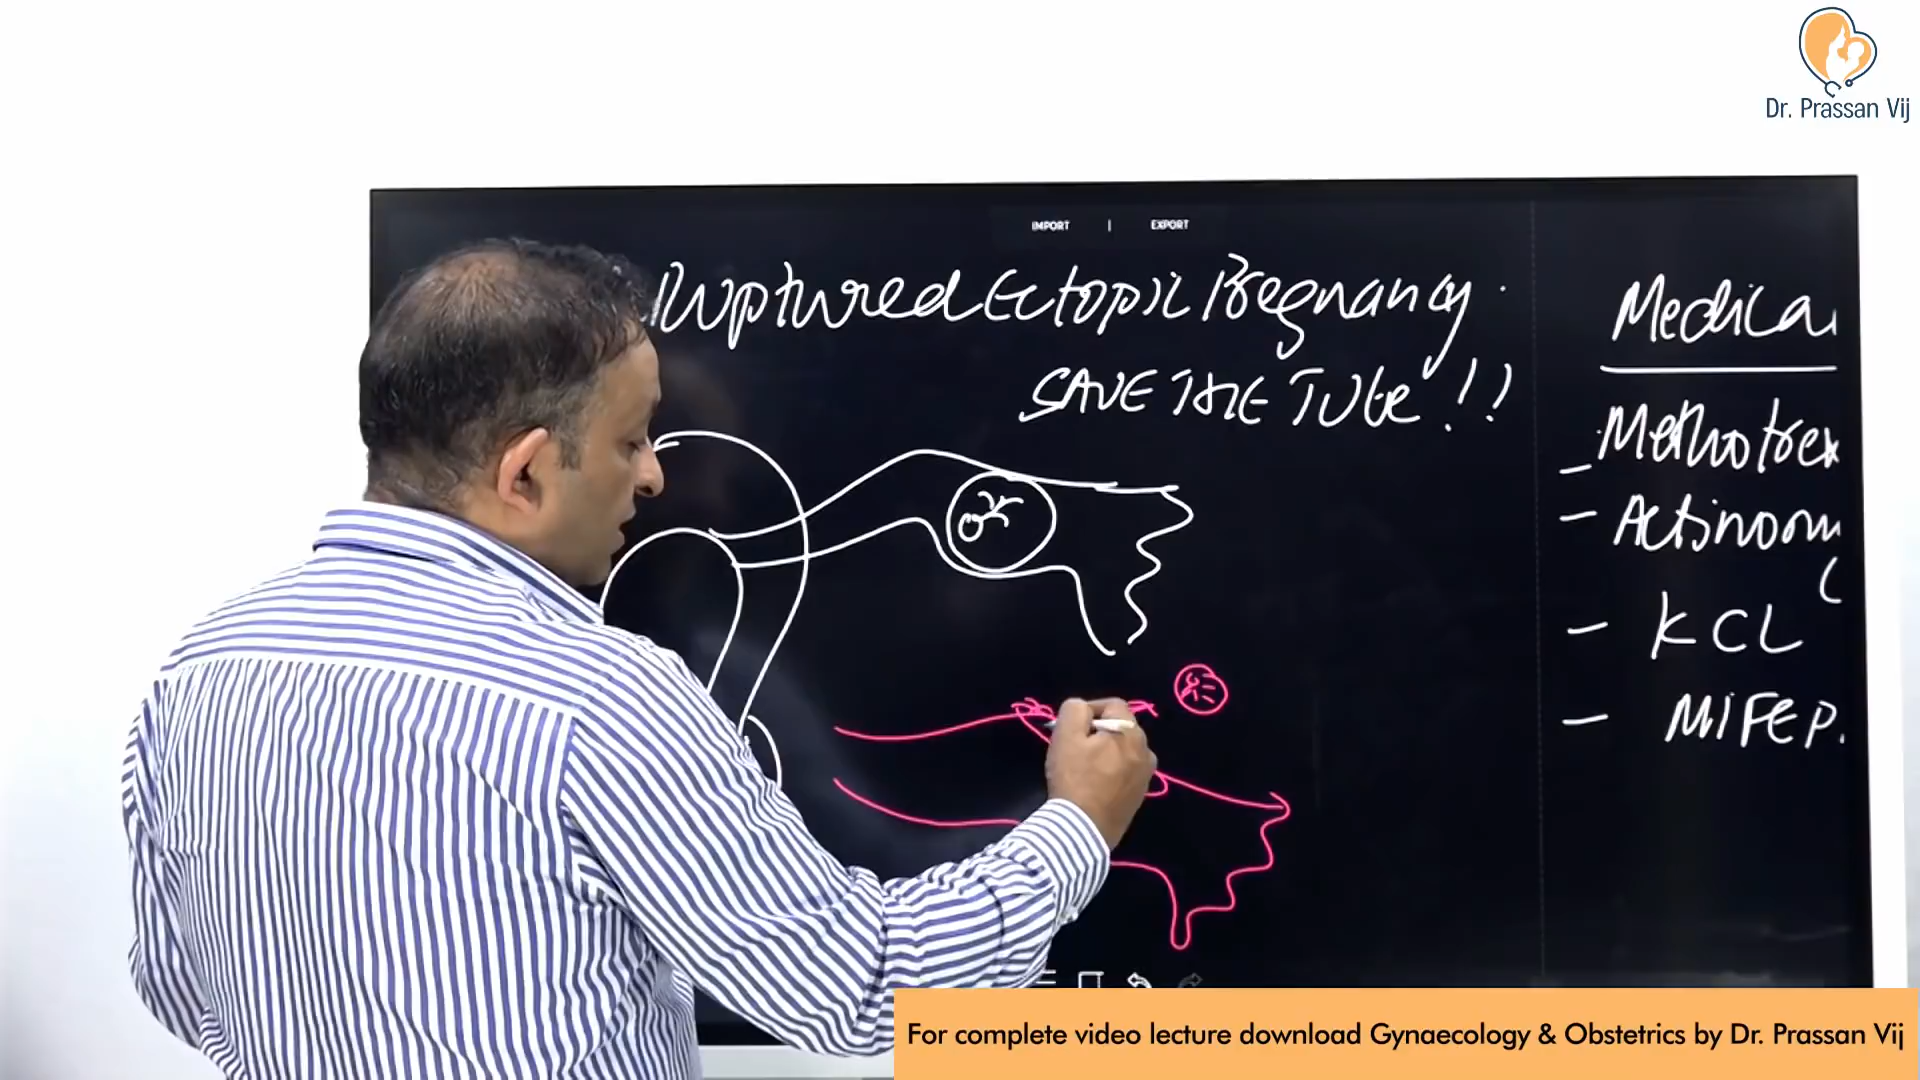 Dr. Prassan Vij
IMPORT | EXPORT
Ruptured Ectopic Pregnancy.
SAVE THE TUbe!!
Medica
- Methotrex
- Actinom
(
- KCL
- MIFEP.
For complete video lecture download Gynaecology & Obstetrics by Dr. Prassan Vij